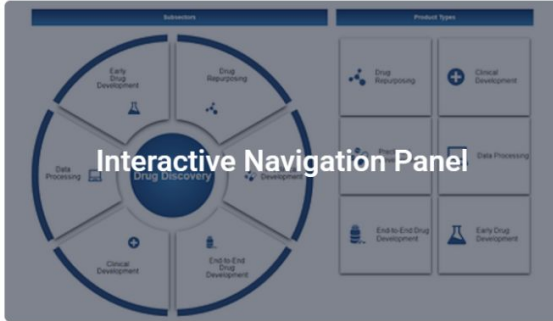 Subsectors
Product Types
Early
Drug
Development
Drug
Repurposing
Data
Processing
Drug Discovery
Development
Clinical
Development
End-to-End
Drug
Development
Interactive Navigation Panel
Drug
Repurposing
Clinical
Development
Data Processing
End-to-End Drug
Development
Early Drug
Development